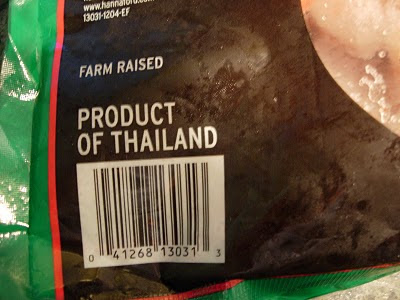 www.hannaford.com
13031-1204-EF
FARM RAISED
PRODUCT
OF THAILAND
0 41268 13031 3